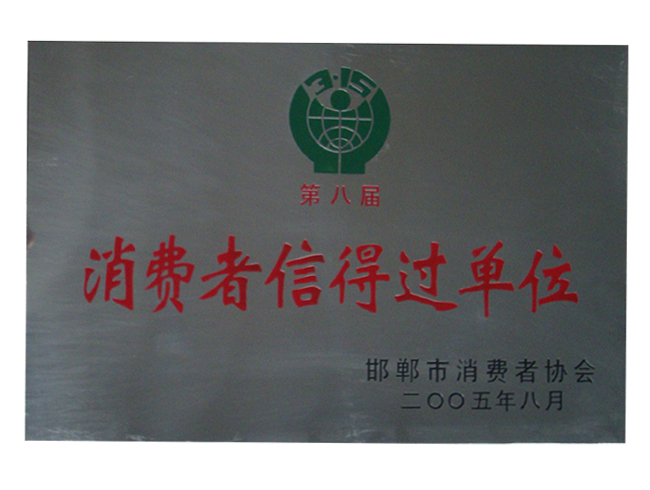 3·15
第八届
消费者信得过单位
邯郸市消费者协会
二〇〇五年八月